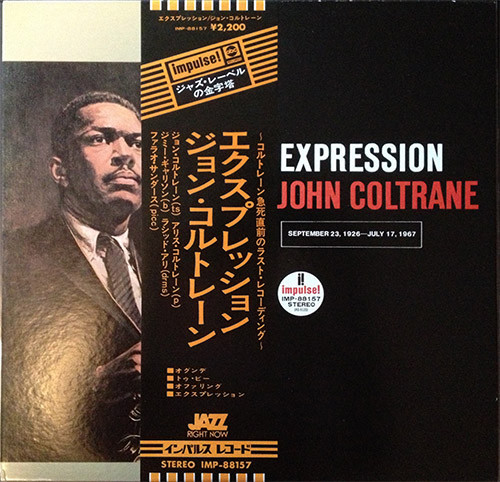 エクスプレッション/ジョン・コルトレーン
IMP-88157 ¥2,200
impulse! abc
ジャズ・レーベル
の金字塔
〜コルトレーン急死直前のラスト・レコーディング〜
エクスプレッション
ジョン・コルトレーン
ジョン・コルトレーン(ts) アリス・コルトレーン(p)
ジミー・ギャリソン(b) ラシッド・アリ(drms)
ファラオ・サンダース(picc)
■オグンデ
■トゥ・ビー
■オファリング
■エクスプレッション
JAZZ
RIGHT NOW
インパルス レコード
STEREO IMP-88157
EXPRESSION
JOHN COLTRANE
SEPTEMBER 23, 1926—JULY 17, 1967
i!
impulse!
IMP-88157
STEREO